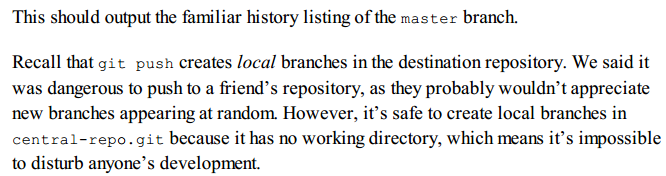 This should output the familiar history listing of the master branch.
Recall that git push creates local branches in the destination repository. We said it
was dangerous to push to a friend’s repository, as they probably wouldn’t appreciate
new branches appearing at random. However, it’s safe to create local branches in
central-repo.git because it has no working directory, which means it’s impossible
to disturb anyone’s development.